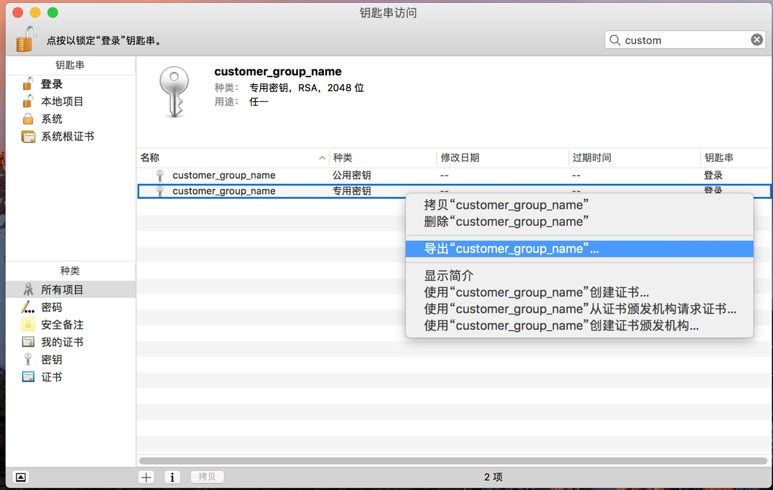 钥匙串访问
点按以锁定“登录”钥匙串。
custom
钥匙串
登录
本地项目
系统
系统根证书
customer_group_name
种类： 专用密钥，RSA，2048 位
用途： 任一
名称 种类 修改日期 过期时间 钥匙串
customer_group_name 公用密钥 -- -- 登录
customer_group_name 专用密钥 -- -- 登录
拷贝“customer_group_name”
删除“customer_group_name”
导出“customer_group_name”...
显示简介
使用“customer_group_name”创建证书...
使用“customer_group_name”从证书颁发机构请求证书...
使用“customer_group_name”创建证书颁发机构...
种类
所有项目
密码
安全备注
我的证书
密钥
证书
拷贝
2 项